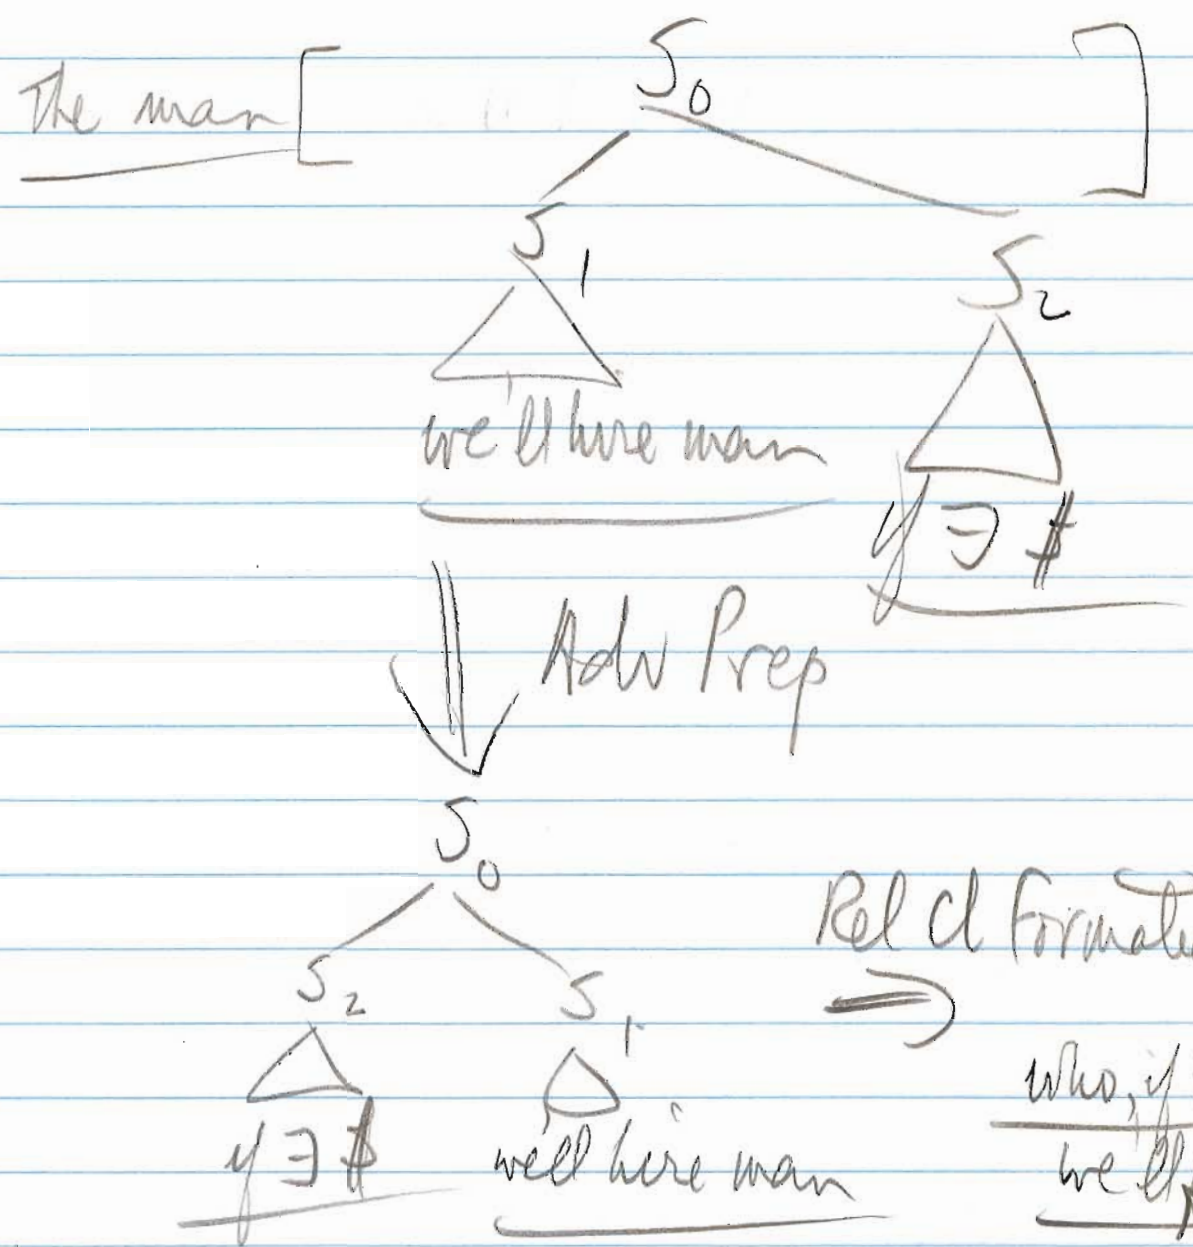 The man [ S0 ]
S1 S2
we'll hire man
if ∃ $
Adv Prep
S0
S2 S1
Rel Cl Formatio
⇒
if ∃ $ we'll hire man
who, if
we'll